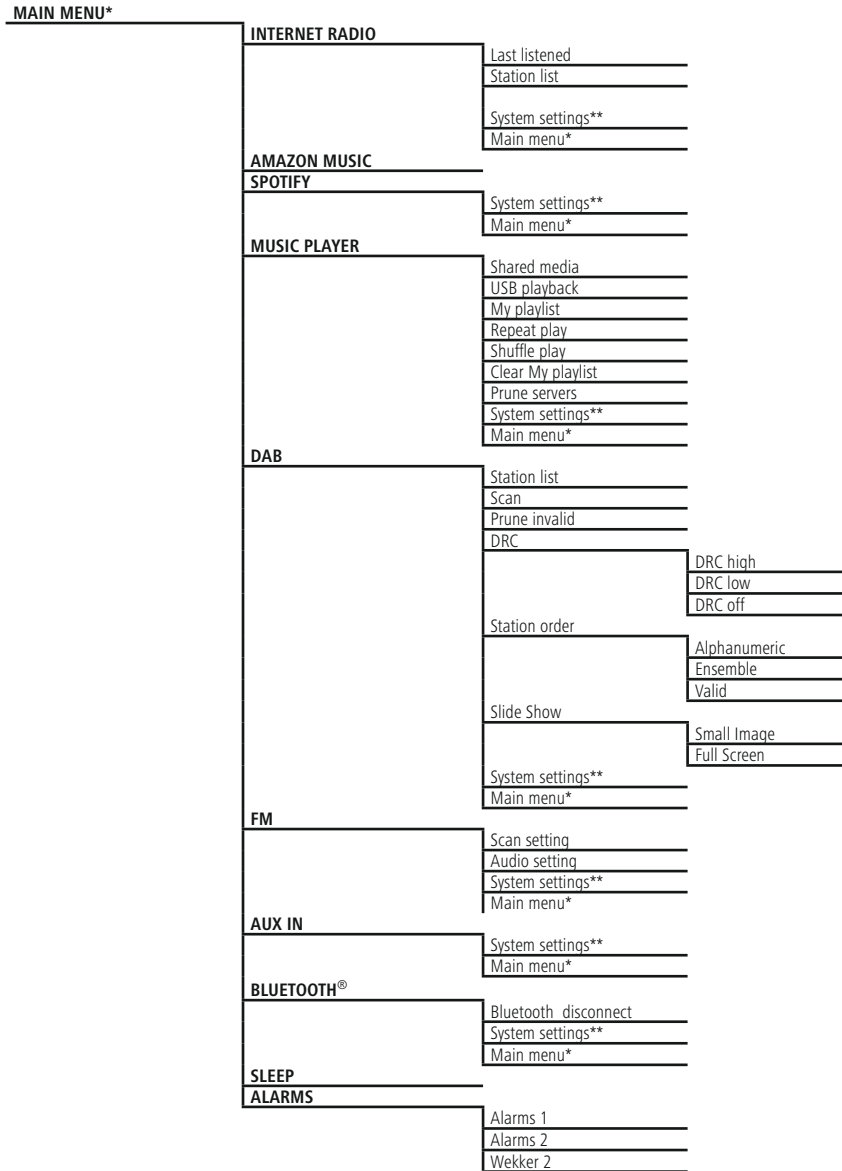 MAIN MENU*
INTERNET RADIO
Last listened
Station list
System settings**
Main menu*
AMAZON MUSIC
SPOTIFY
System settings**
Main menu*
MUSIC PLAYER
Shared media
USB playback
My playlist
Repeat play
Shuffle play
Clear My playlist
Prune servers
System settings**
Main menu*
DAB
Station list
Scan
Prune invalid
DRC
DRC high
DRC low
DRC off
Station order
Alphanumeric
Ensemble
Valid
Slide Show
Small Image
Full Screen
System settings**
Main menu*
FM
Scan setting
Audio setting
System settings**
Main menu*
AUX IN
System settings**
Main menu*
BLUETOOTH®
Bluetooth disconnect
System settings**
Main menu*
SLEEP
ALARMS
Alarms 1
Alarms 2
Wekker 2